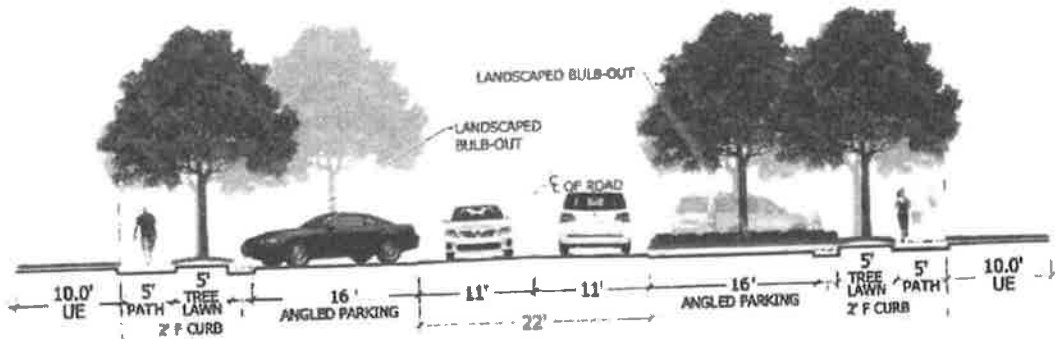 LANDSCAPED BULB-OUT
LANDSCAPED
BULB-OUT
℄ OF ROAD
10.0'
UE
5'
PATH
5'
TREE
LAWN
2' F CURB
16'
ANGLED PARKING
11'
11'
22'
16'
ANGLED PARKING
5'
TREE
LAWN
2' F CURB
5'
PATH
10.0'
UE